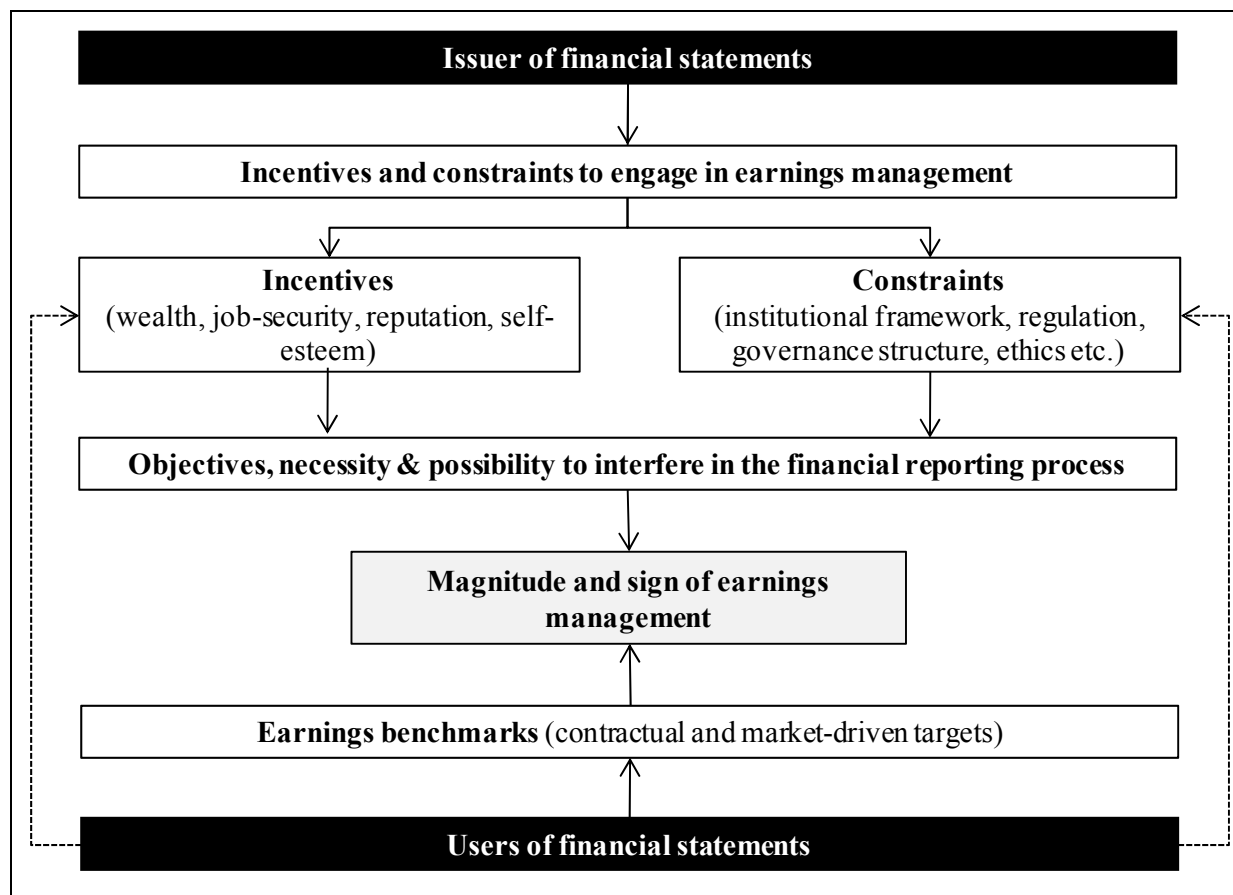 Issuer of financial statements
Incentives and constraints to engage in earnings management
Incentives
(wealth, job-security, reputation, self-
esteem)
Constraints
(institutional framework, regulation,
governance structure, ethics etc.)
Objectives, necessity & possibility to interfere in the financial reporting process
Magnitude and sign of earnings
management
Earnings benchmarks (contractual and market-driven targets)
Users of financial statements